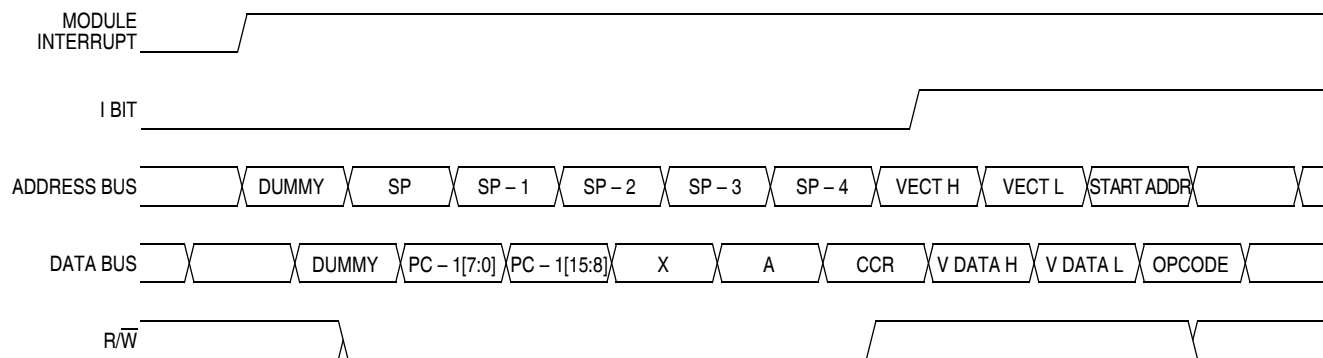 MODULE
INTERRUPT
I BIT
ADDRESS BUS DUMMY SP SP – 1 SP – 2 SP – 3 SP – 4 VECT H VECT L START ADDR
DATA BUS DUMMY PC – 1[7:0] PC – 1[15:8] X A CCR V DATA H V DATA L OPCODE
R/W̅